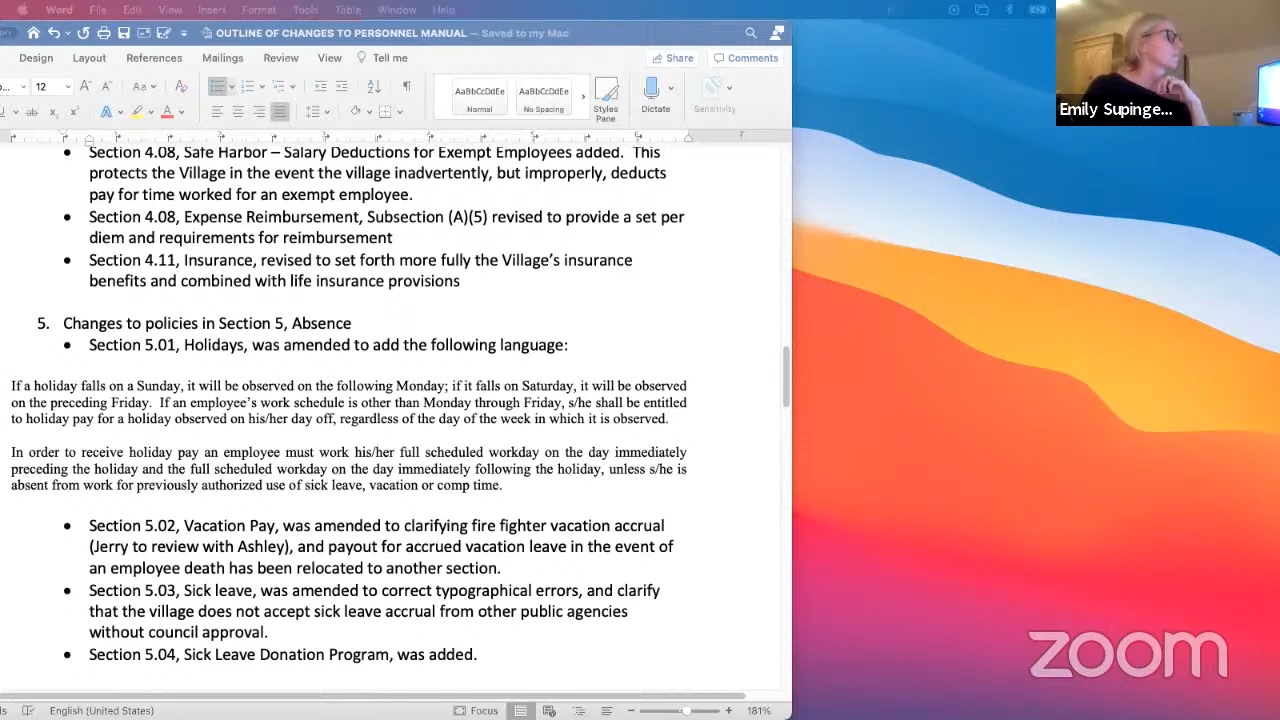 Word File Edit View Insert Format Tools Table Window Help
OUTLINE OF CHANGES TO PERSONNEL MANUAL — Saved to my Mac
Design Layout References Mailings Review View Tell me Share Comments
12 Aa AaBbCcDdEe AaBbCcDdEe
Normal No Spacing Styles Pane Dictate Sensitivity
Emily Supinge...
• Section 4.08, Safe Harbor – Salary Deductions for Exempt Employees added. This
protects the Village in the event the village inadvertently, but improperly, deducts
pay for time worked for an exempt employee.
• Section 4.08, Expense Reimbursement, Subsection (A)(5) revised to provide a set per
diem and requirements for reimbursement
• Section 4.11, Insurance, revised to set forth more fully the Village's insurance
benefits and combined with life insurance provisions
5. Changes to policies in Section 5, Absence
• Section 5.01, Holidays, was amended to add the following language:
If a holiday falls on a Sunday, it will be observed on the following Monday; if it falls on Saturday, it will be observed
on the preceding Friday. If an employee's work schedule is other than Monday through Friday, s/he shall be entitled
to holiday pay for a holiday observed on his/her day off, regardless of the day of the week in which it is observed.
In order to receive holiday pay an employee must work his/her full scheduled workday on the day immediately
preceding the holiday and the full scheduled workday on the day immediately following the holiday, unless s/he is
absent from work for previously authorized use of sick leave, vacation or comp time.
• Section 5.02, Vacation Pay, was amended to clarifying fire fighter vacation accrual
(Jerry to review with Ashley), and payout for accrued vacation leave in the event of
an employee death has been relocated to another section.
• Section 5.03, Sick leave, was amended to correct typographical errors, and clarify
that the village does not accept sick leave accrual from other public agencies
without council approval.
• Section 5.04, Sick Leave Donation Program, was added.
zoom
English (United States) Focus 181%